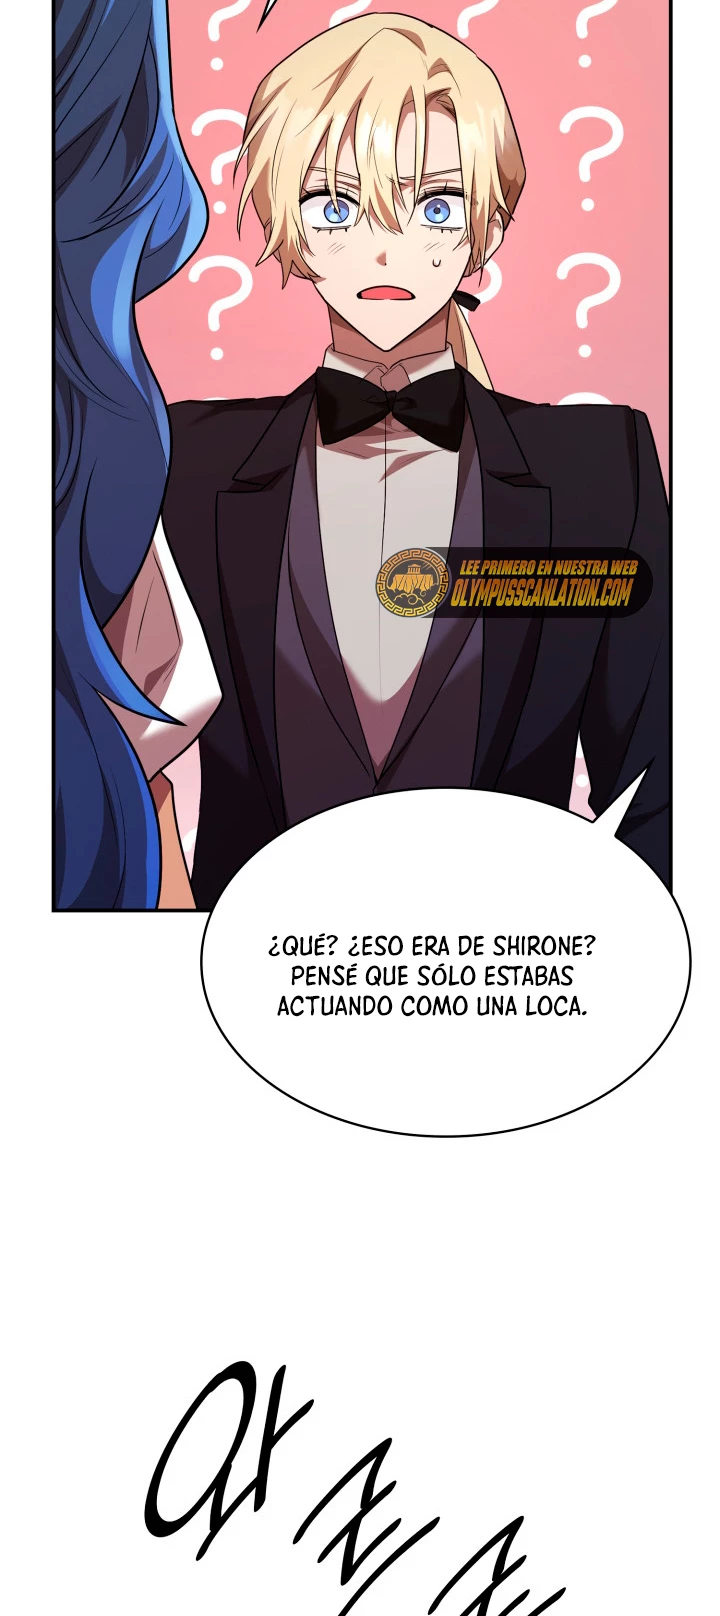 ? ? ? ? ? ? ? ? ?
LEE PRIMERO EN NUESTRA WEB
OLYMPUSSCANLATION.COM
¿QUÉ? ¿ESO ERA DE SHIRONE?
PENSÉ QUE SÓLO ESTABAS
ACTUANDO COMO UNA LOCA.
와